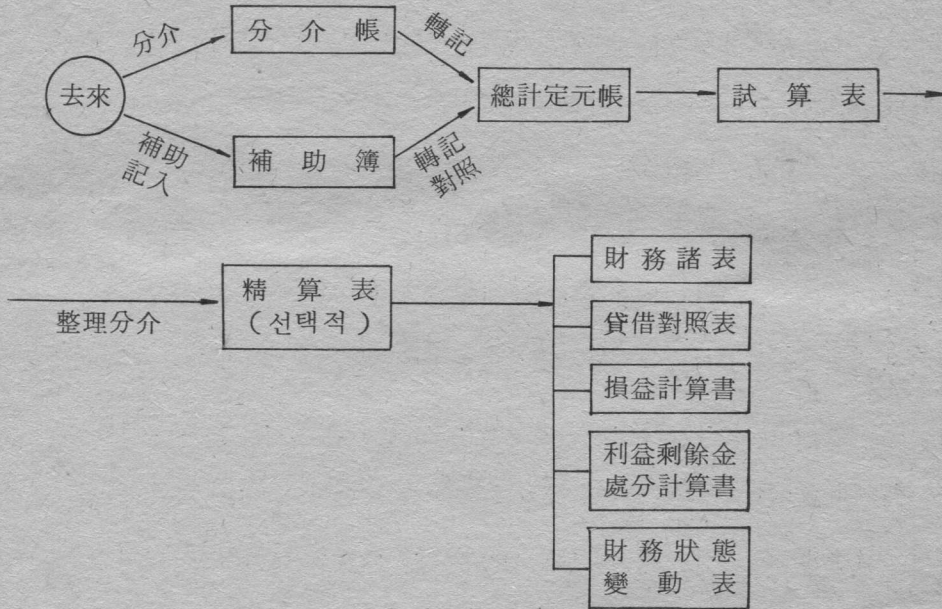 分介
分介帳
轉記
去來
總計定元帳
試算表
補助
記入
補助簿
轉記
對照
整理分介
精算表
(선택적)
財務諸表
貸借對照表
損益計算書
利益剩餘金
處分計算書
財務狀態
變動表